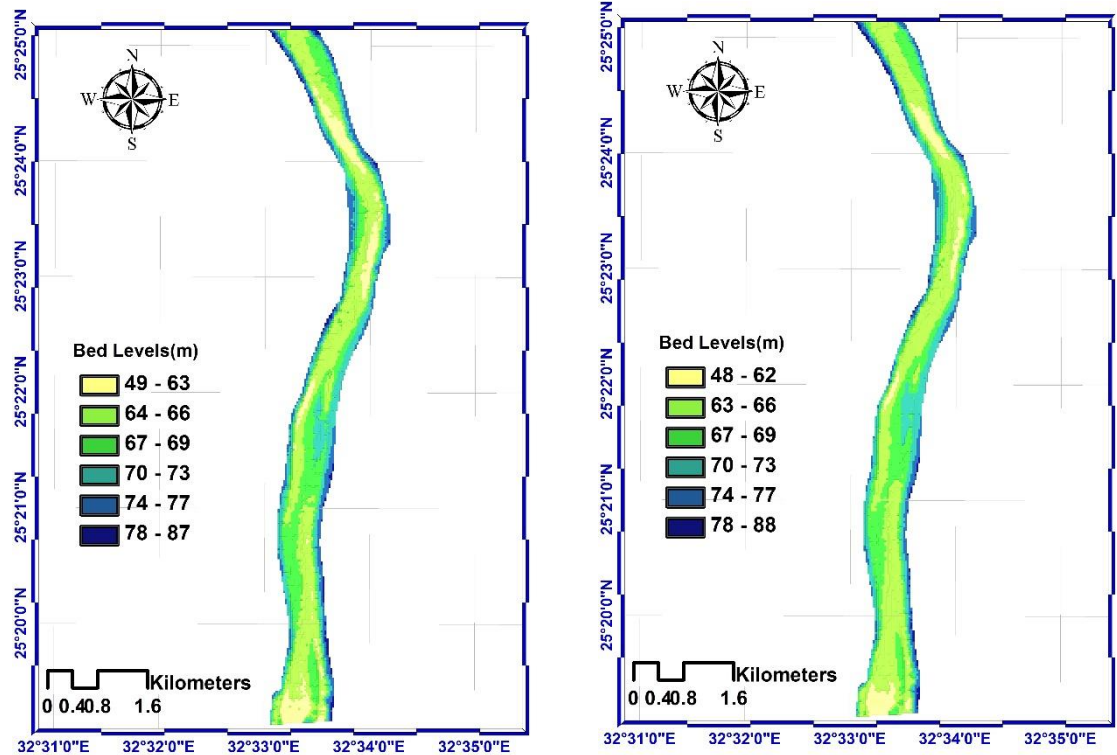 N
W E
S
Bed Levels(m)
49 - 63
64 - 66
67 - 69
70 - 73
74 - 77
78 - 87
Kilometers
0 0.40.8 1.6
25°25'0"N
25°24'0"N
25°23'0"N
25°22'0"N
25°21'0"N
25°20'0"N
32°31'0"E 32°32'0"E 32°33'0"E 32°34'0"E 32°35'0"E
N
W E
S
Bed Levels(m)
48 - 62
63 - 66
67 - 69
70 - 73
74 - 77
78 - 88
Kilometers
0 0.40.8 1.6
25°25'0"N
25°24'0"N
25°23'0"N
25°22'0"N
25°21'0"N
25°20'0"N
32°31'0"E 32°32'0"E 32°33'0"E 32°34'0"E 32°35'0"E